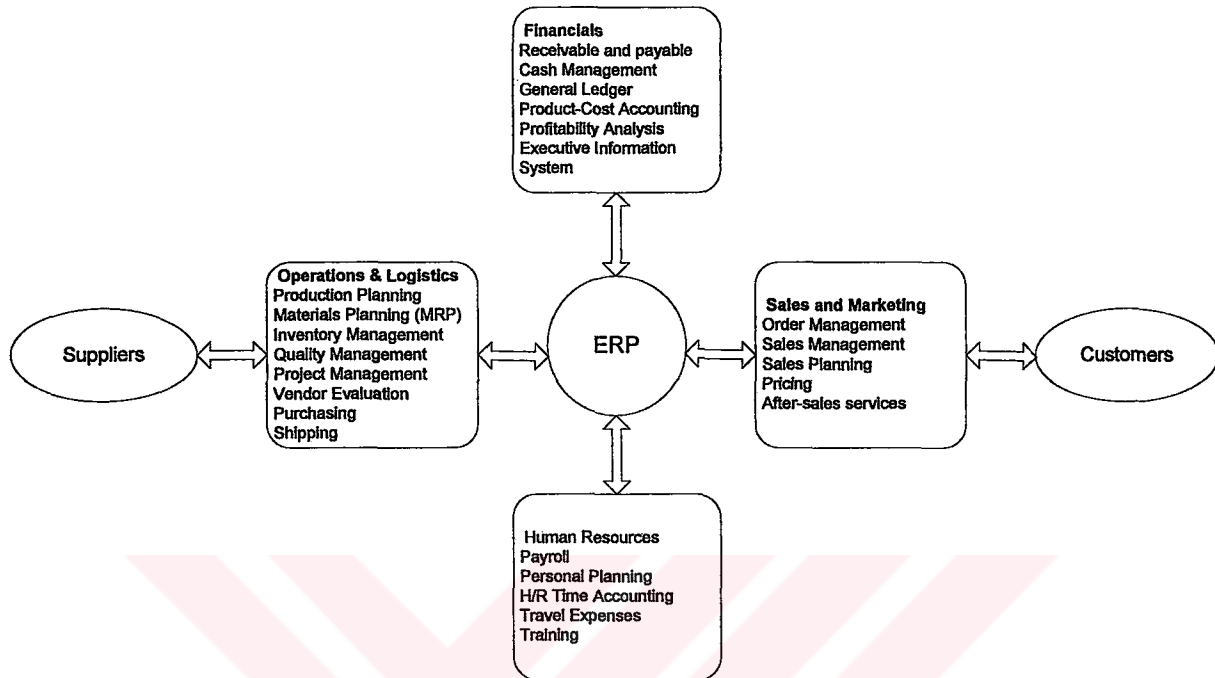 Financials
Receivable and payable
Cash Management
General Ledger
Product-Cost Accounting
Profitability Analysis
Executive Information
System
Operations & Logistics
Production Planning
Materials Planning (MRP)
Inventory Management
Quality Management
Project Management
Vendor Evaluation
Purchasing
Shipping
Suppliers
ERP
Sales and Marketing
Order Management
Sales Management
Sales Planning
Pricing
After-sales services
Customers
Human Resources
Payroll
Personal Planning
H/R Time Accounting
Travel Expenses
Training